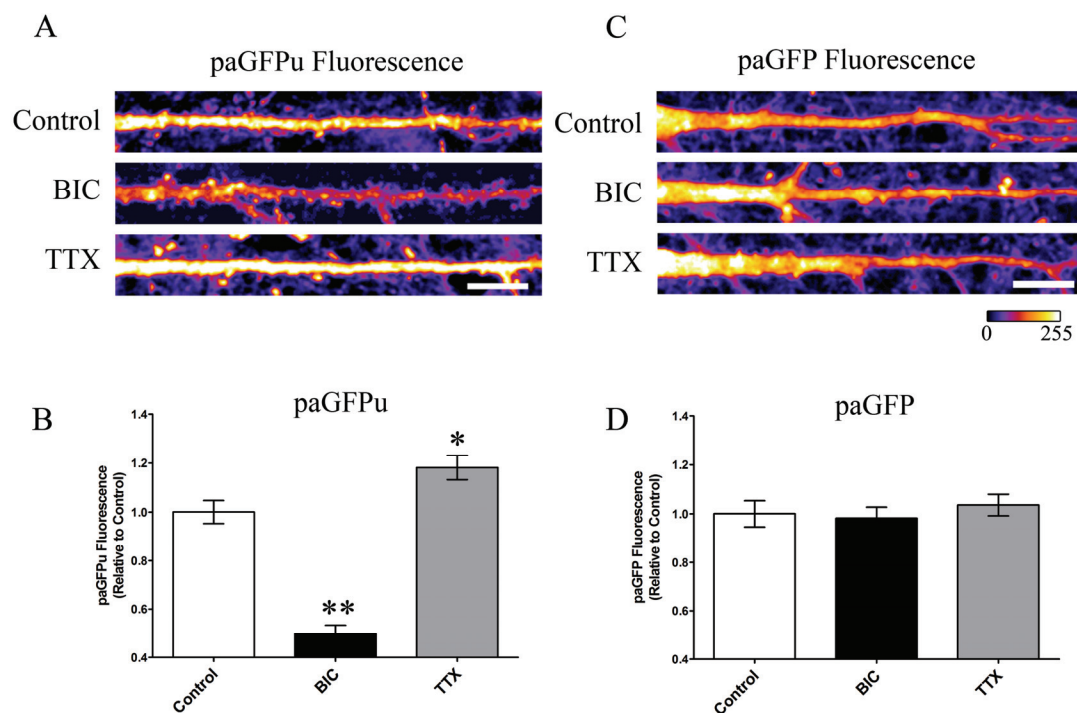 A
paGFPu Fluorescence
Control
BIC
TTX
C
paGFP Fluorescence
Control
BIC
TTX
0 255
B
paGFPu
paGFPu Fluorescence
(Relative to Control)
1.4
1.2
1.0
0.8
0.6
0.4
**
*
Control BIC TTX
D
paGFP
paGFP Fluorescence
(Relative to Control)
1.4
1.2
1.0
0.8
0.6
0.4
Control BIC TTX